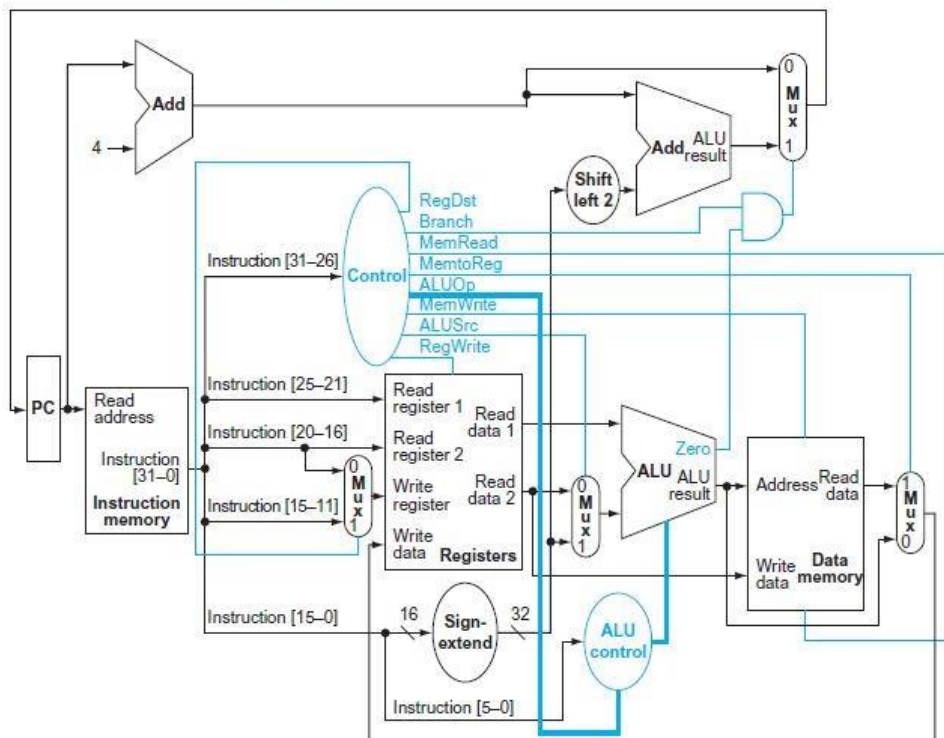 Add
4
0
Mux
1
Add
ALU
result
Shift
left 2
RegDst
Branch
MemRead
MemtoReg
ALUOp
MemWrite
ALUSrc
RegWrite
Control
Instruction [31–26]
PC
Read
address
Instruction
[31–0]
Instruction
memory
Instruction [25–21]
Instruction [20–16]
Instruction [15–11]
0
Mux
1
Read
register 1
Read
register 2
Write
register
Write
data
Read
data 1
Read
data 2
Registers
0
Mux
1
Zero
ALU
ALU
result
Address
Read
data
Write
data
Data
memory
1
Mux
0
Instruction [15–0]
16
Sign-
extend
32
ALU
control
Instruction [5–0]